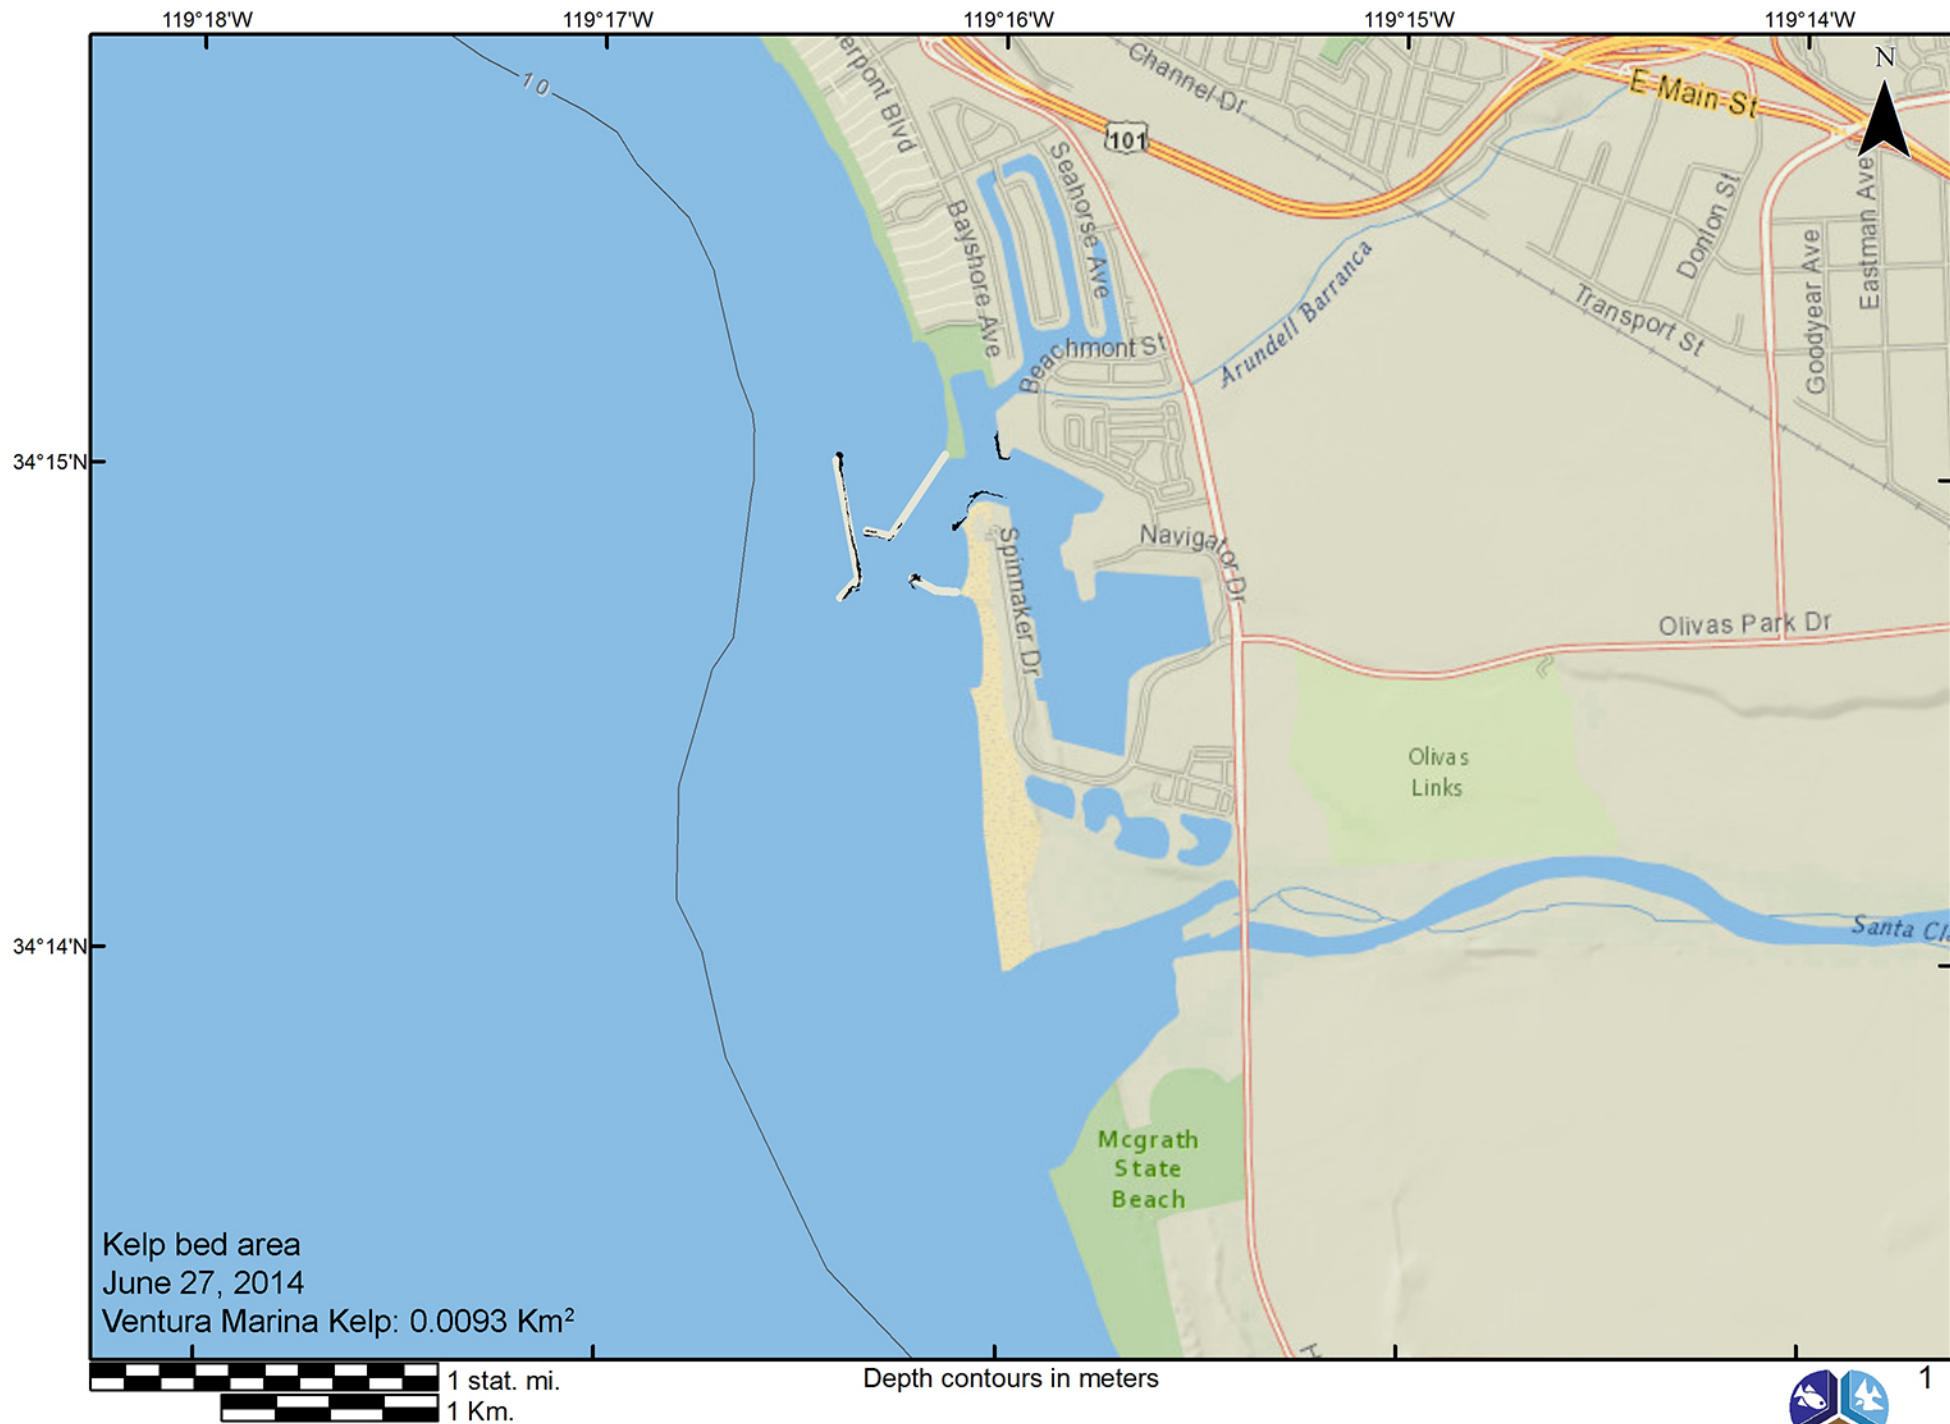 119°18'W
119°17'W
119°16'W
119°15'W
119°14'W
N
10
erpont Blvd
Channel Dr
E Main St
101
Seahorse Ave
Bayshore Ave
Donlon St
Eastman Ave
Goodyear Ave
Arundell Barranca
Transport St
Beachmont St
34°15'N
Navigator Dr
Spinnaker Dr
Olivas Park Dr
Olivas
Links
34°14'N
Santa Cl
Mcgrath
State
Beach
Kelp bed area
June 27, 2014
Ventura Marina Kelp: 0.0093 Km²
H
1 stat. mi.
1 Km.
Depth contours in meters
1